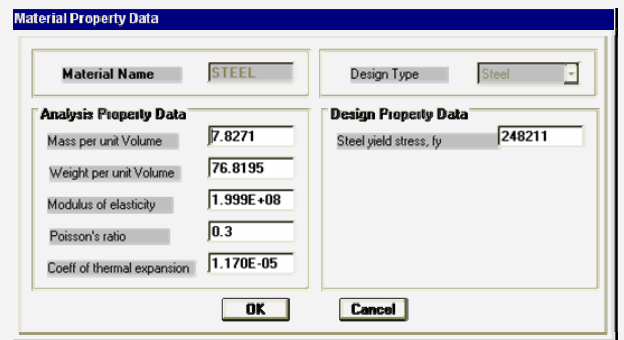 Material Property Data
Material Name STEEL Design Type Steel
Analysis Property Data
Mass per unit Volume 7.8271
Weight per unit Volume 76.8195
Modulus of elasticity 1.999E+08
Poisson's ratio 0.3
Coeff of thermal expansion 1.170E-05
Design Property Data
Steel yield stress, fy 248211
OK Cancel